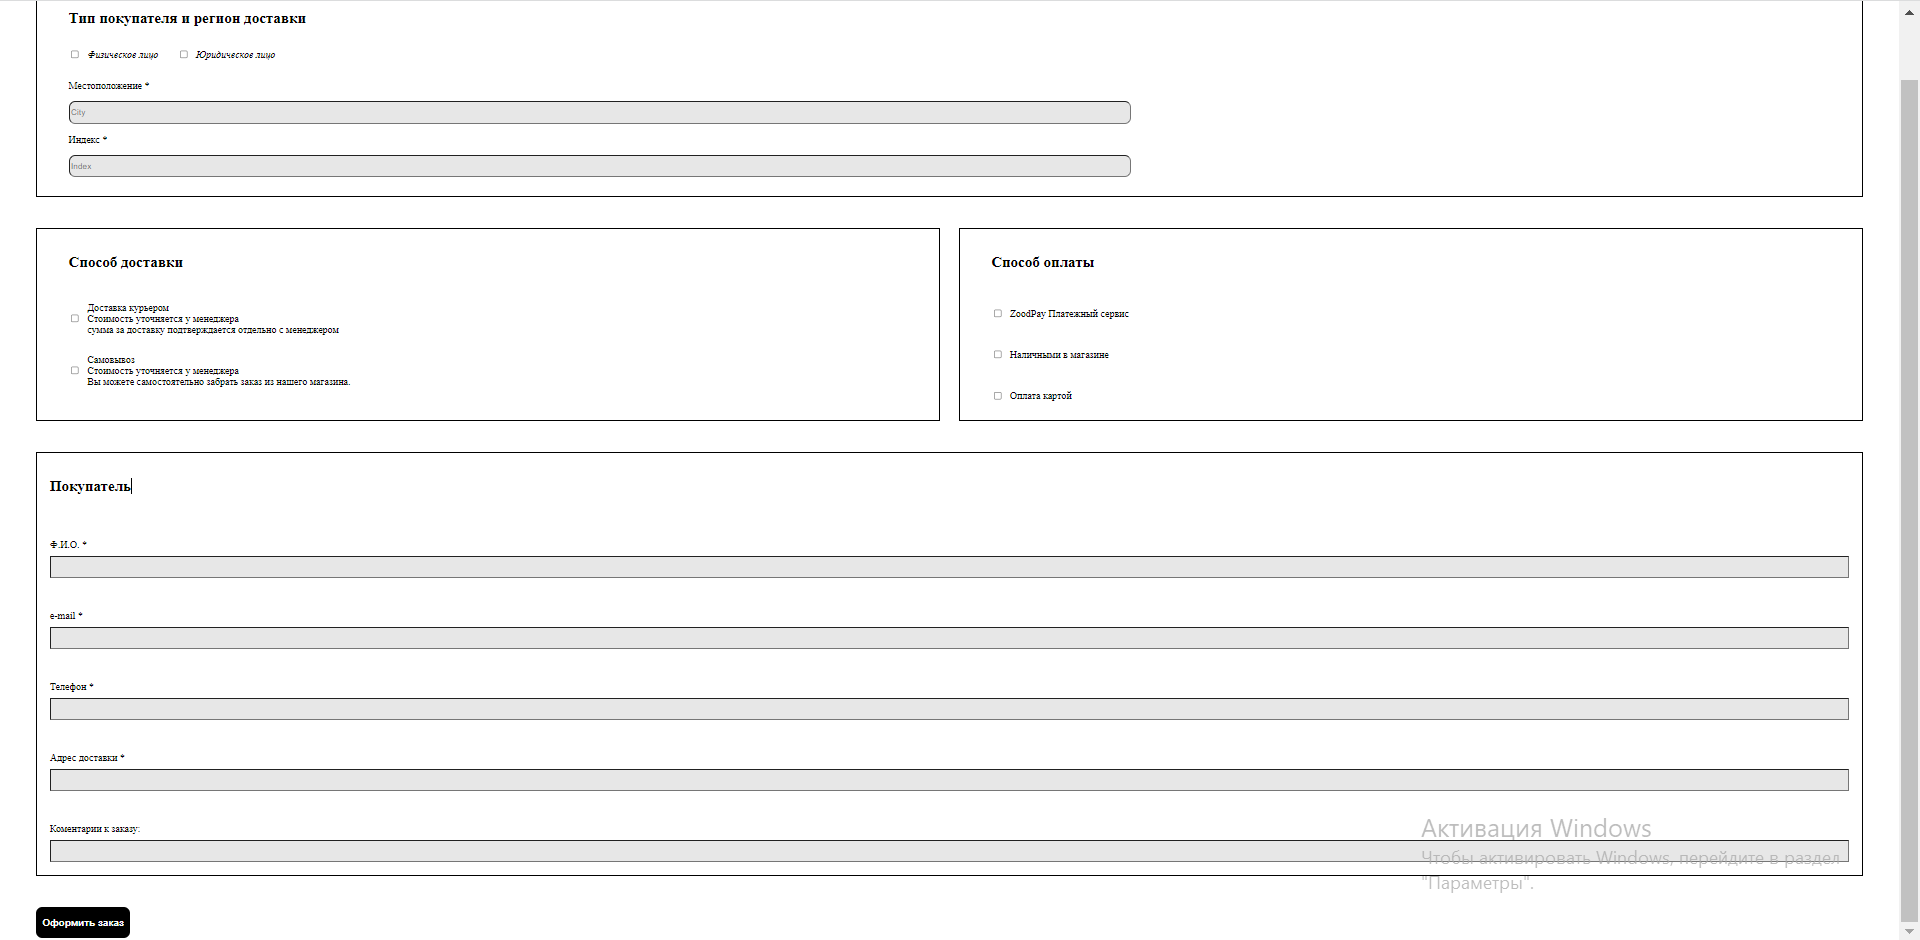 Тип покупателя и регион доставки
Физическое лицо Юридическое лицо
Местоположение *
City
Индекс *
Index
Способ доставки
Доставка курьером
Стоимость уточняется у менеджера
сумма за доставку подтверждается отдельно с менеджером
Самовывоз
Стоимость уточняется у менеджера
Вы можете самостоятельно забрать заказ из нашего магазина.
Способ оплаты
ZoodPay Платежный сервис
Наличными в магазине
Оплата картой
Покупатель
Ф.И.О. *
e-mail *
Телефон *
Адрес доставки *
Коментарии к заказу:
Активация Windows
Чтобы активировать Windows, перейдите в раздел
"Параметры".
Оформить заказ